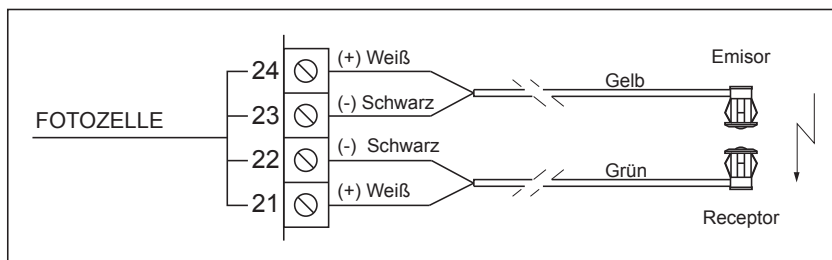 FOTOZELLE
24 (+) Weiß
23 (-) Schwarz
22 (-) Schwarz
21 (+) Weiß
Gelb
Emisor
Grün
Receptor